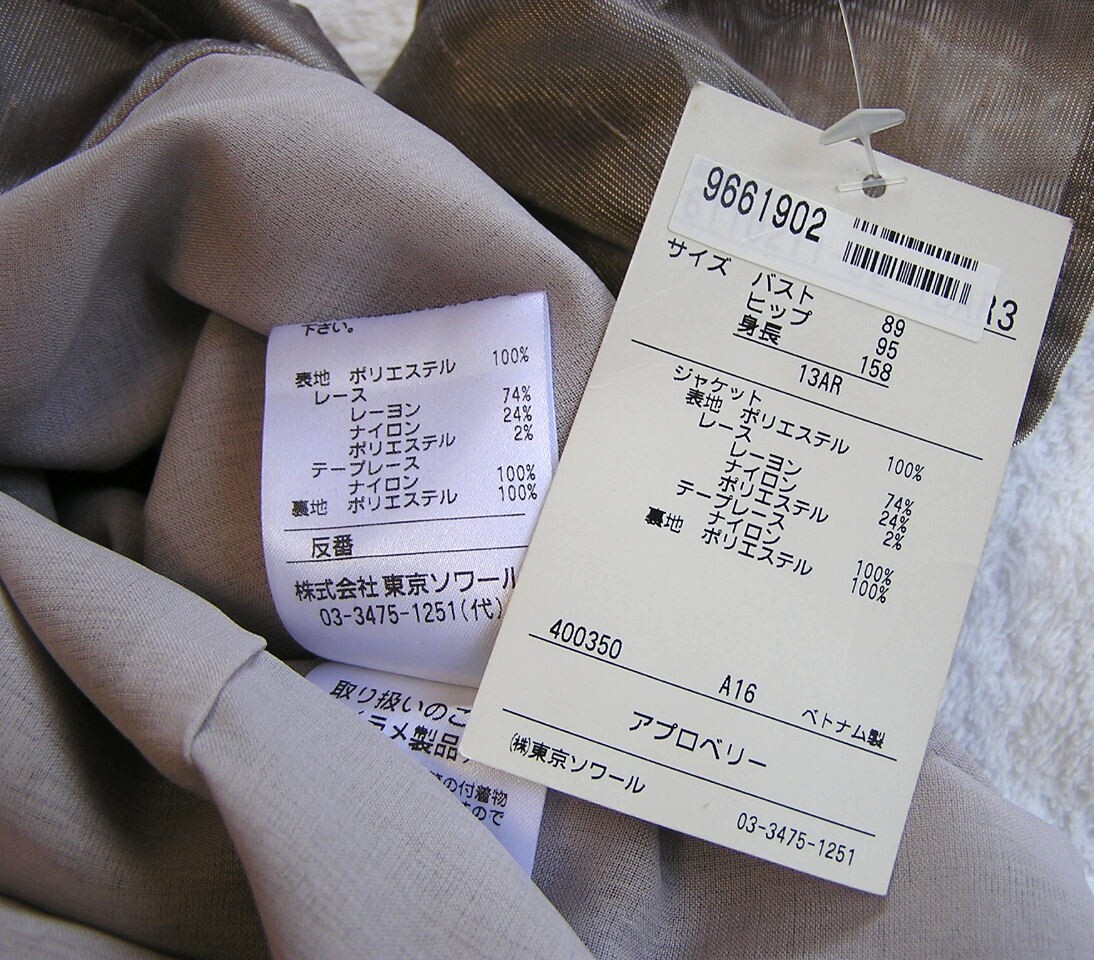 下さい。
表地 ポリエステル 100%
レース
レーヨン 74%
ナイロン 24%
ポリエステル 2%
テープレース
ナイロン 100%
裏地 ポリエステル 100%
反番
株式会社 東京ソワール
03-3475-1251(代)
取り扱いのご
ラメ製品
の付着物
ので
9661902
R3
サイズ
バスト 89
ヒップ 95
身長 158
13AR
ジャケット
表地 ポリエステル 100%
レース
レーヨン 74%
ナイロン 24%
ポリエステル 2%
テープレース
ナイロン 100%
裏地 ポリエステル 100%
400350
A16
ベトナム製
アプロベリー
(株)東京ソワール
03-3475-1251